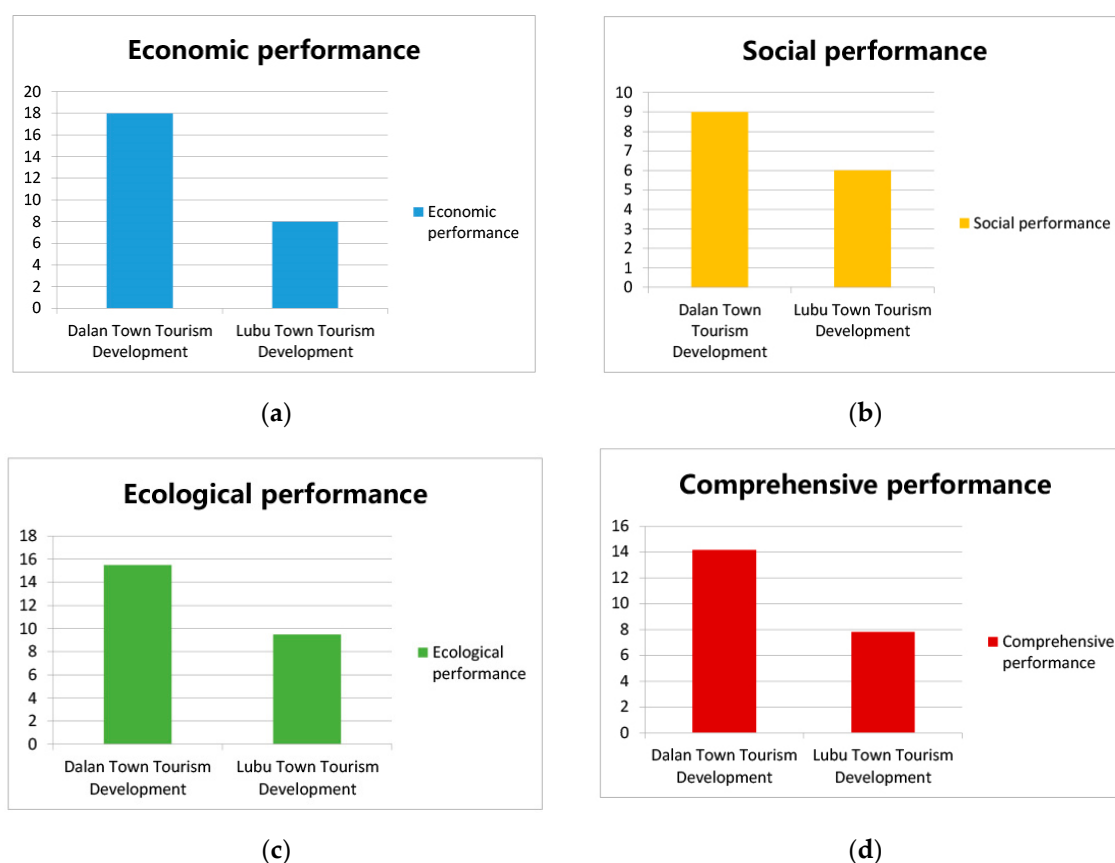 Economic performance
20
18
16
14
12
10
8
6
4
2
0
Dalan Town Tourism
Development
Lubu Town Tourism
Development
Economic
performance
(a)
Social performance
10
9
8
7
6
5
4
3
2
1
0
Dalan Town
Tourism
Development
Lubu Town Tourism
Development
Social performance
(b)
Ecological performance
18
16
14
12
10
8
6
4
2
0
Dalan Town Tourism
Development
Lubu Town Tourism
Development
Ecological
performance
(c)
Comprehensive performance
16
14
12
10
8
6
4
2
0
Dalan Town Tourism
Development
Lubu Town Tourism
Development
Comprehensive
performance
(d)